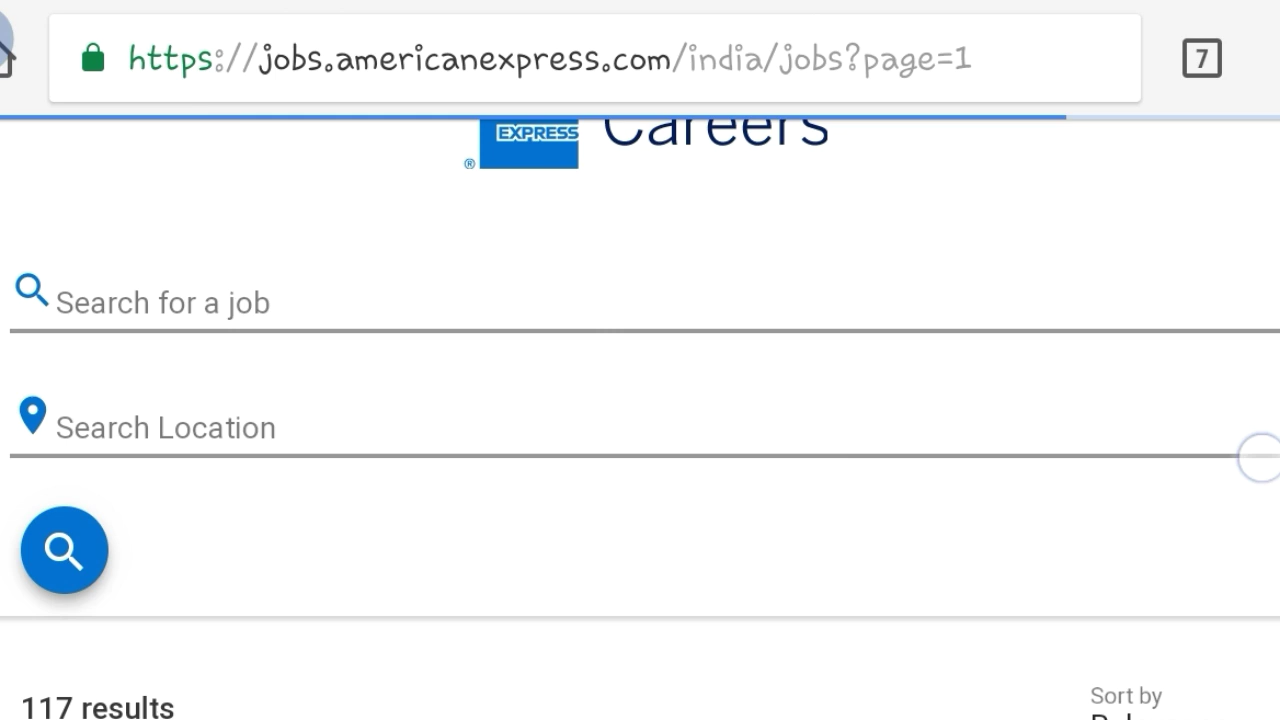 https://jobs.americanexpress.com/india/jobs?page=1
7
EXPRESS
Careers
®
Search for a job
Search Location
117 results
Sort by